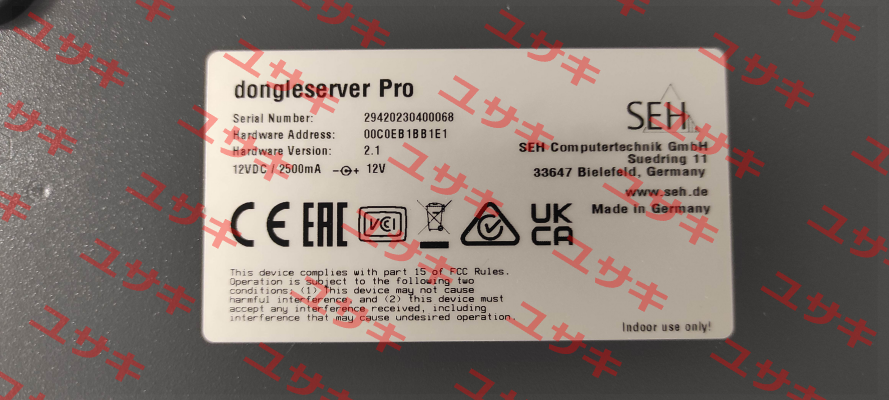 dongleserver Pro
Serial Number: 29420230400068
Hardware Address: 00C0EB1BB1E1
Hardware Version: 2.1
12VDC / 2500mA 12V
SEH
SEH Computertechnik GmbH
Suedring 11
33647 Bielefeld, Germany
www.seh.de
Made in Germany
CE EAC VCI UK CA
This device complies with part 15 of FCC Rules.
Operation is subject to the following two
conditions: (1) This device may not cause
harmful interference, and (2) this device must
accept any interference received, including
interference that may cause undesired operation.
Indoor use only!
ユサキ